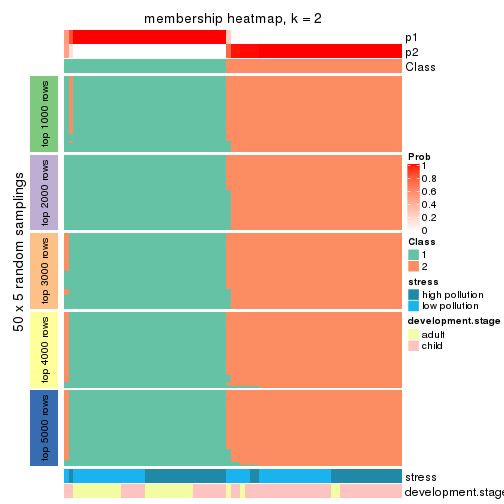 membership heatmap, k = 2
p1
p2
Class
50 x 5 random samplings
top 1000 rows
top 2000 rows
top 3000 rows
top 4000 rows
top 5000 rows
stress
development.stage
Prob
1
0.8
0.6
0.4
0.2
0
Class
1
2
stress
high pollution
low pollution
development.stage
adult
child